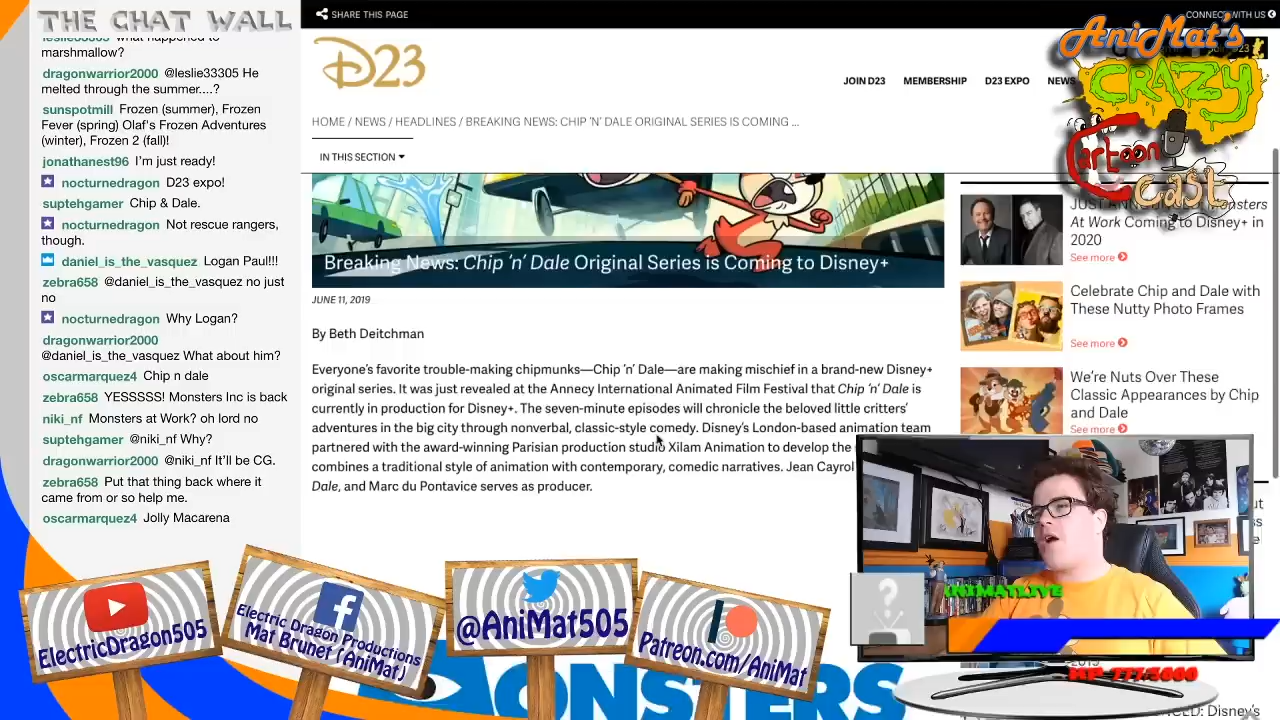 THE CHAT WALL
marshmallow?
dragonwarrior2000 @leslie33305 He
melted through the summer....?
sunspotmill Frozen (summer), Frozen
Fever (spring) Olaf's Frozen Adventures
(winter), Frozen 2 (fall)!
jonathanest96 I'm just ready!
nocturnedragon D23 expo!
suptehgamer Chip & Dale.
nocturnedragon Not rescue rangers,
though.
daniel_is_the_vasquez Logan Paul!!!
zebra658 @daniel_is_the_vasquez no just
no
nocturnedragon Why Logan?
dragonwarrior2000
@daniel_is_the_vasquez What about him?
oscarmarquez4 Chip n dale
zebra658 YESSSSS! Monsters Inc is back
niki_nf Monsters at Work? oh lord no
suptehgamer @niki_nf Why?
dragonwarrior2000 @niki_nf It'll be CG.
zebra658 Put that thing back where it
came from or so help me.
oscarmarquez4 Jolly Macarena
SHARE THIS PAGE
CONNECT WITH US
D23
JOIN D23 MEMBERSHIP D23 EXPO NEWS
AniMat's
CRAZY
Cartoon
Cast
HOME / NEWS / HEADLINES / BREAKING NEWS: CHIP 'N' DALE ORIGINAL SERIES IS COMING ...
IN THIS SECTION
Breaking News: Chip 'n' Dale Original Series is Coming to Disney+
JUNE 11, 2019
By Beth Deitchman
Everyone's favorite trouble-making chipmunks—Chip 'n' Dale—are making mischief in a brand-new Disney+
original series. It was just revealed at the Annecy International Animated Film Festival that Chip 'n' Dale is
currently in production for Disney+. The seven-minute episodes will chronicle the beloved little critters'
adventures in the big city through nonverbal, classic-style comedy. Disney's London-based animation team
partnered with the award-winning Parisian production studio Xilam Animation to develop the
combines a traditional style of animation with contemporary, comedic narratives. Jean Cayrol
Dale, and Marc du Pontavice serves as producer.
JUST Monsters
At Work Coming to Disney+ in
2020
See more
Celebrate Chip and Dale with
These Nutty Photo Frames
See more
We're Nuts Over These
Classic Appearances by Chip
and Dale
See more
ElectricDragon505
Electric Dragon Productions
Mat Brunet (AniMat)
@AniMat505
Patreon.com/AniMat
MONSTERS
ANIMATLIVE
HP 777/5000
2019
Disney's